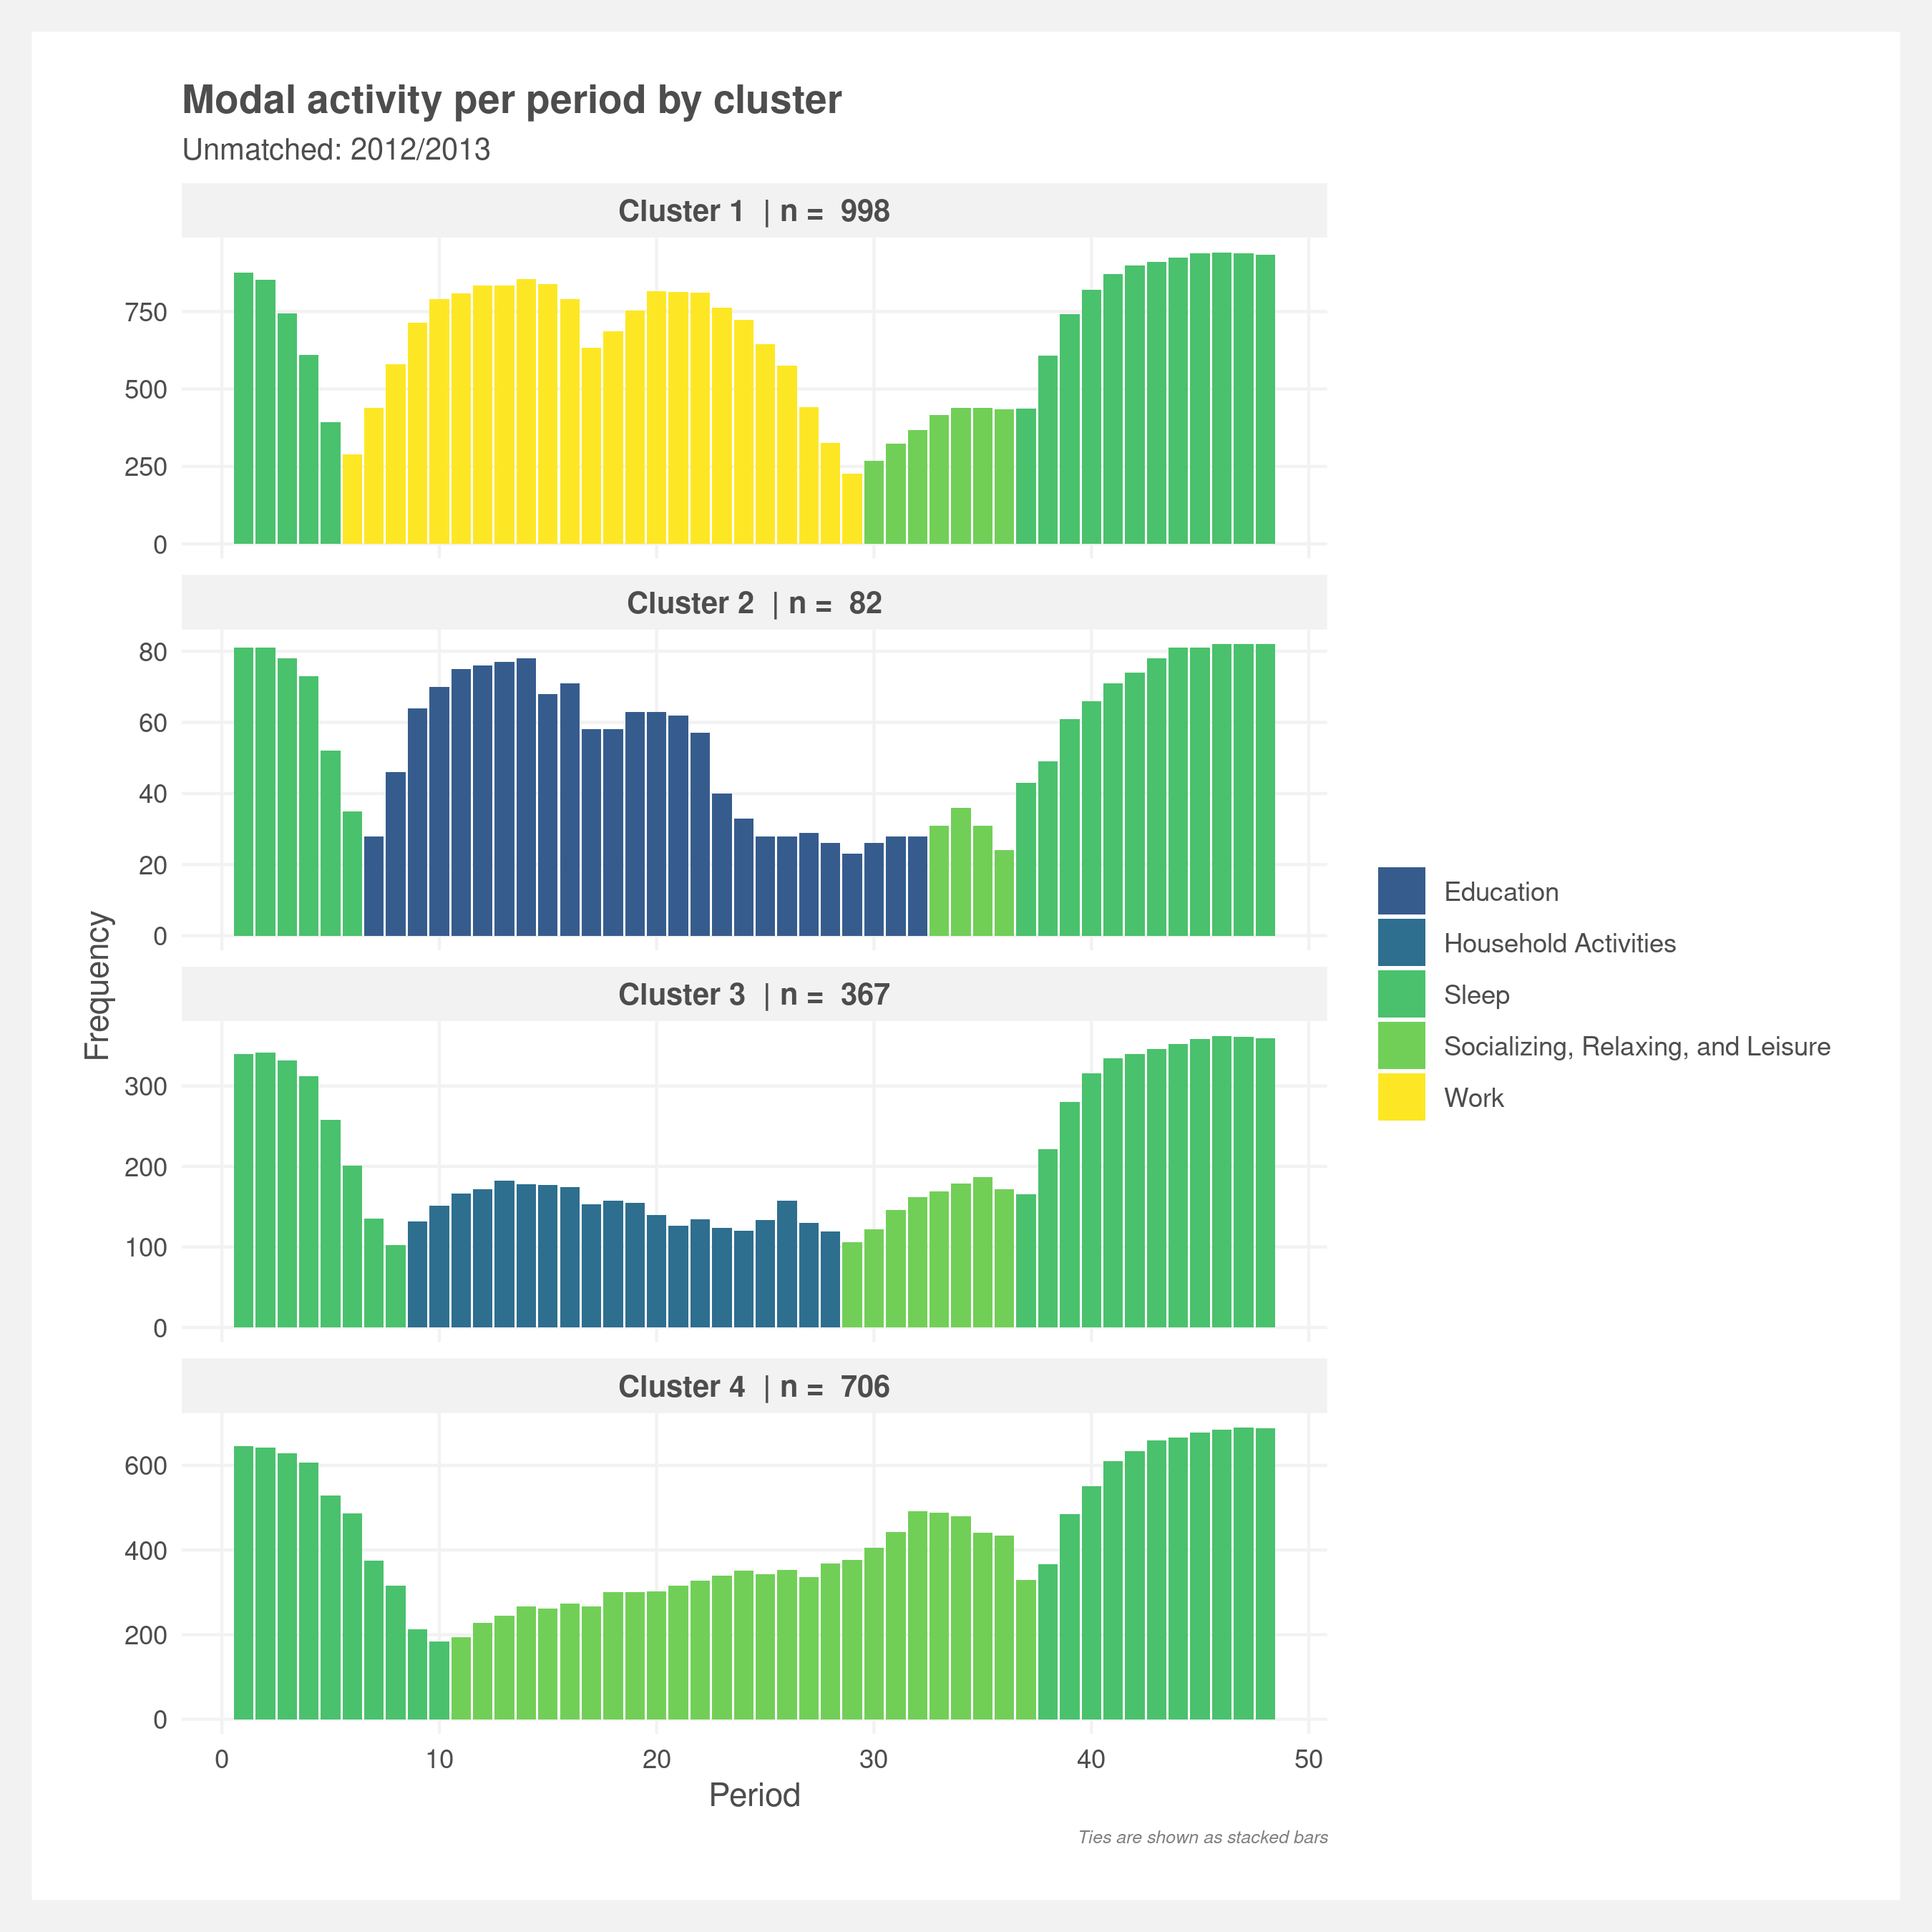 Modal activity per period by cluster
Unmatched: 2012/2013
Cluster 1 | n = 998
750
500
250
0
Cluster 2 | n = 82
80
60
40
20
0
Cluster 3 | n = 367
300
200
100
0
Cluster 4 | n = 706
600
400
200
0
0 10 20 30 40 50
Period
Frequency
Education
Household Activities
Sleep
Socializing, Relaxing, and Leisure
Work
Ties are shown as stacked bars